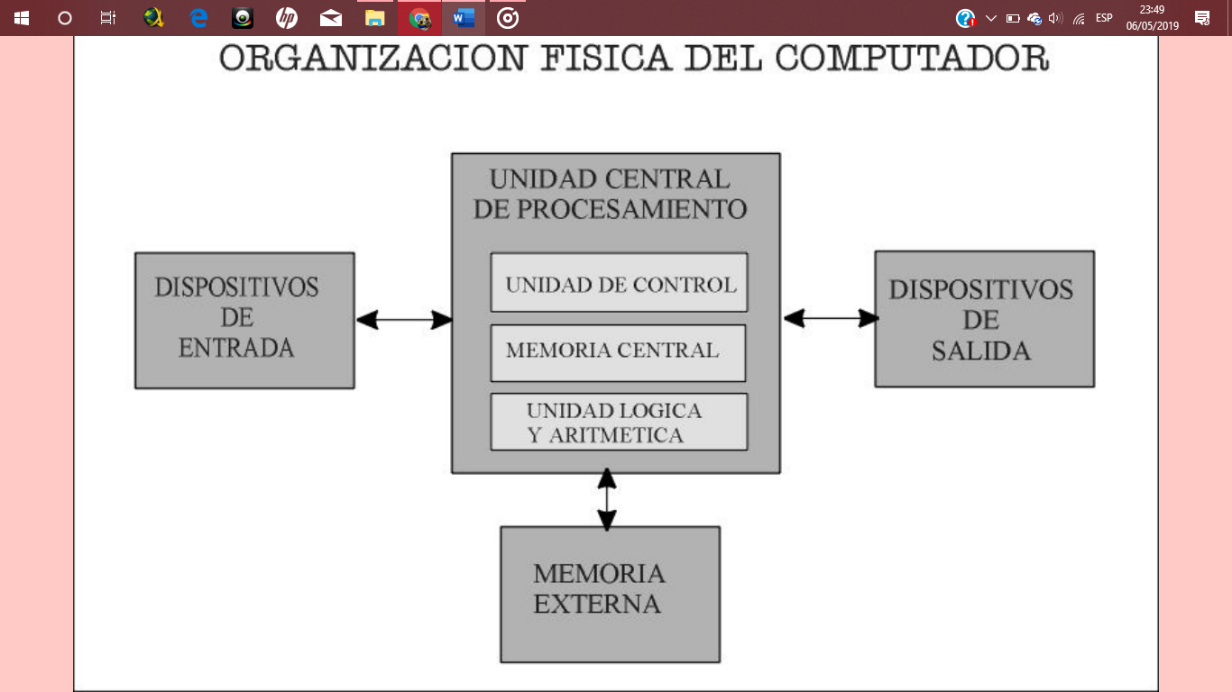 hp
ESP
23:49
06/05/2019
ORGANIZACION FISICA DEL COMPUTADOR
UNIDAD CENTRAL
DE PROCESAMIENTO
UNIDAD DE CONTROL
MEMORIA CENTRAL
UNIDAD LOGICA
Y ARITMETICA
DISPOSITIVOS
DE
ENTRADA
DISPOSITIVOS
DE
SALIDA
MEMORIA
EXTERNA